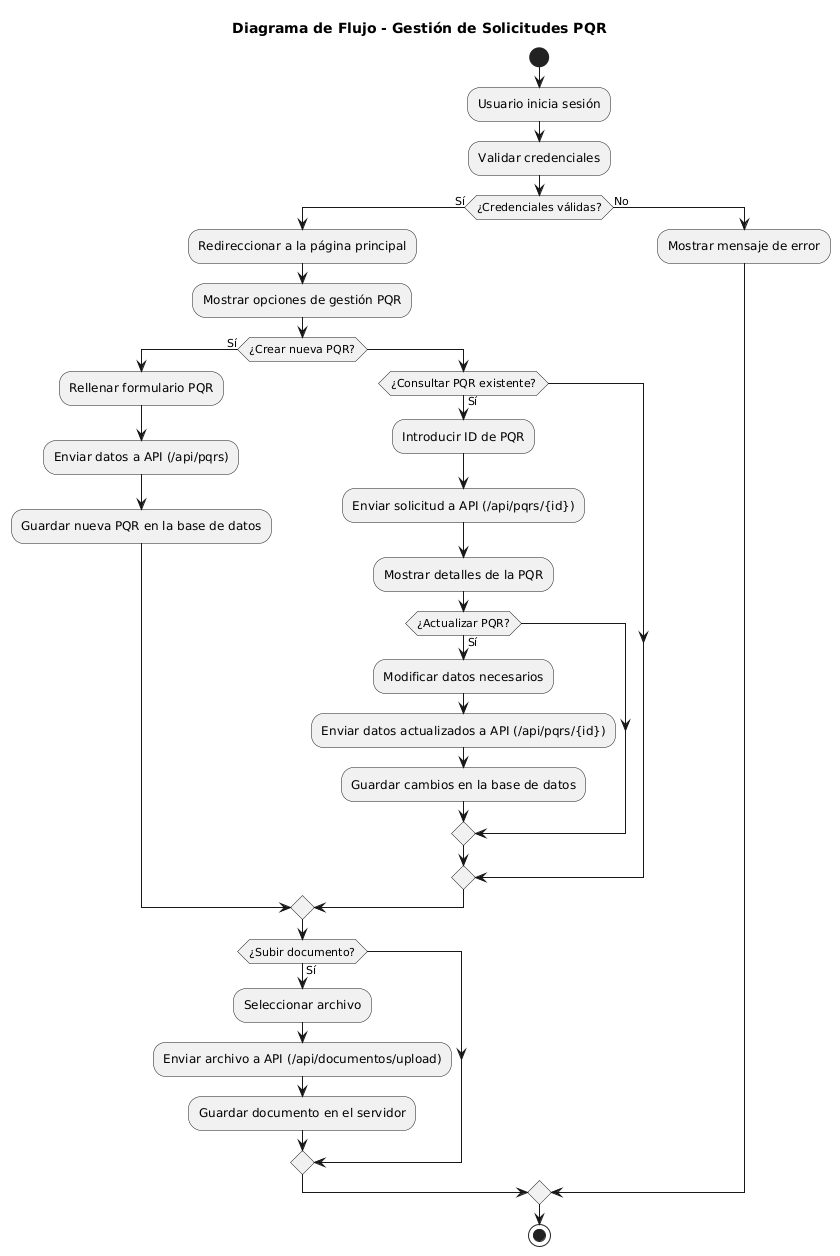 Diagrama de Flujo - Gestión de Solicitudes PQR
Usuario inicia sesión
Validar credenciales
Sí
¿Credenciales válidas?
No
Redireccionar a la página principal
Mostrar mensaje de error
Mostrar opciones de gestión PQR
Sí
¿Crear nueva PQR?
Rellenar formulario PQR
Enviar datos a API (/api/pqrs)
Guardar nueva PQR en la base de datos
¿Consultar PQR existente?
Sí
Introducir ID de PQR
Enviar solicitud a API (/api/pqrs/{id})
Mostrar detalles de la PQR
¿Actualizar PQR?
Sí
Modificar datos necesarios
Enviar datos actualizados a API (/api/pqrs/{id})
Guardar cambios en la base de datos
¿Subir documento?
Sí
Seleccionar archivo
Enviar archivo a API (/api/documentos/upload)
Guardar documento en el servidor